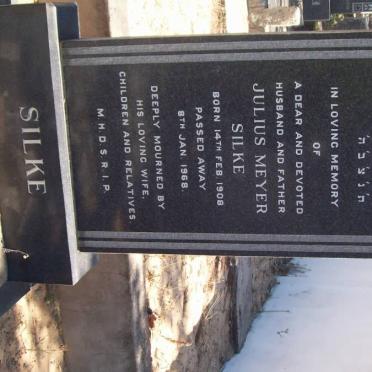 ת׳נ׳צ׳ב׳ה׳
IN LOVING MEMORY
OF
A DEAR AND DEVOTED
HUSBAND AND FATHER
JULIUS MEYER
SILKE
BORN 14TH FEB. 1908
PASSED AWAY
8TH JAN. 1968.
DEEPLY MOURNED BY
HIS LOVING WIFE,
CHILDREN AND RELATIVES.
M.H.D.S.R.I.P.
SILKE